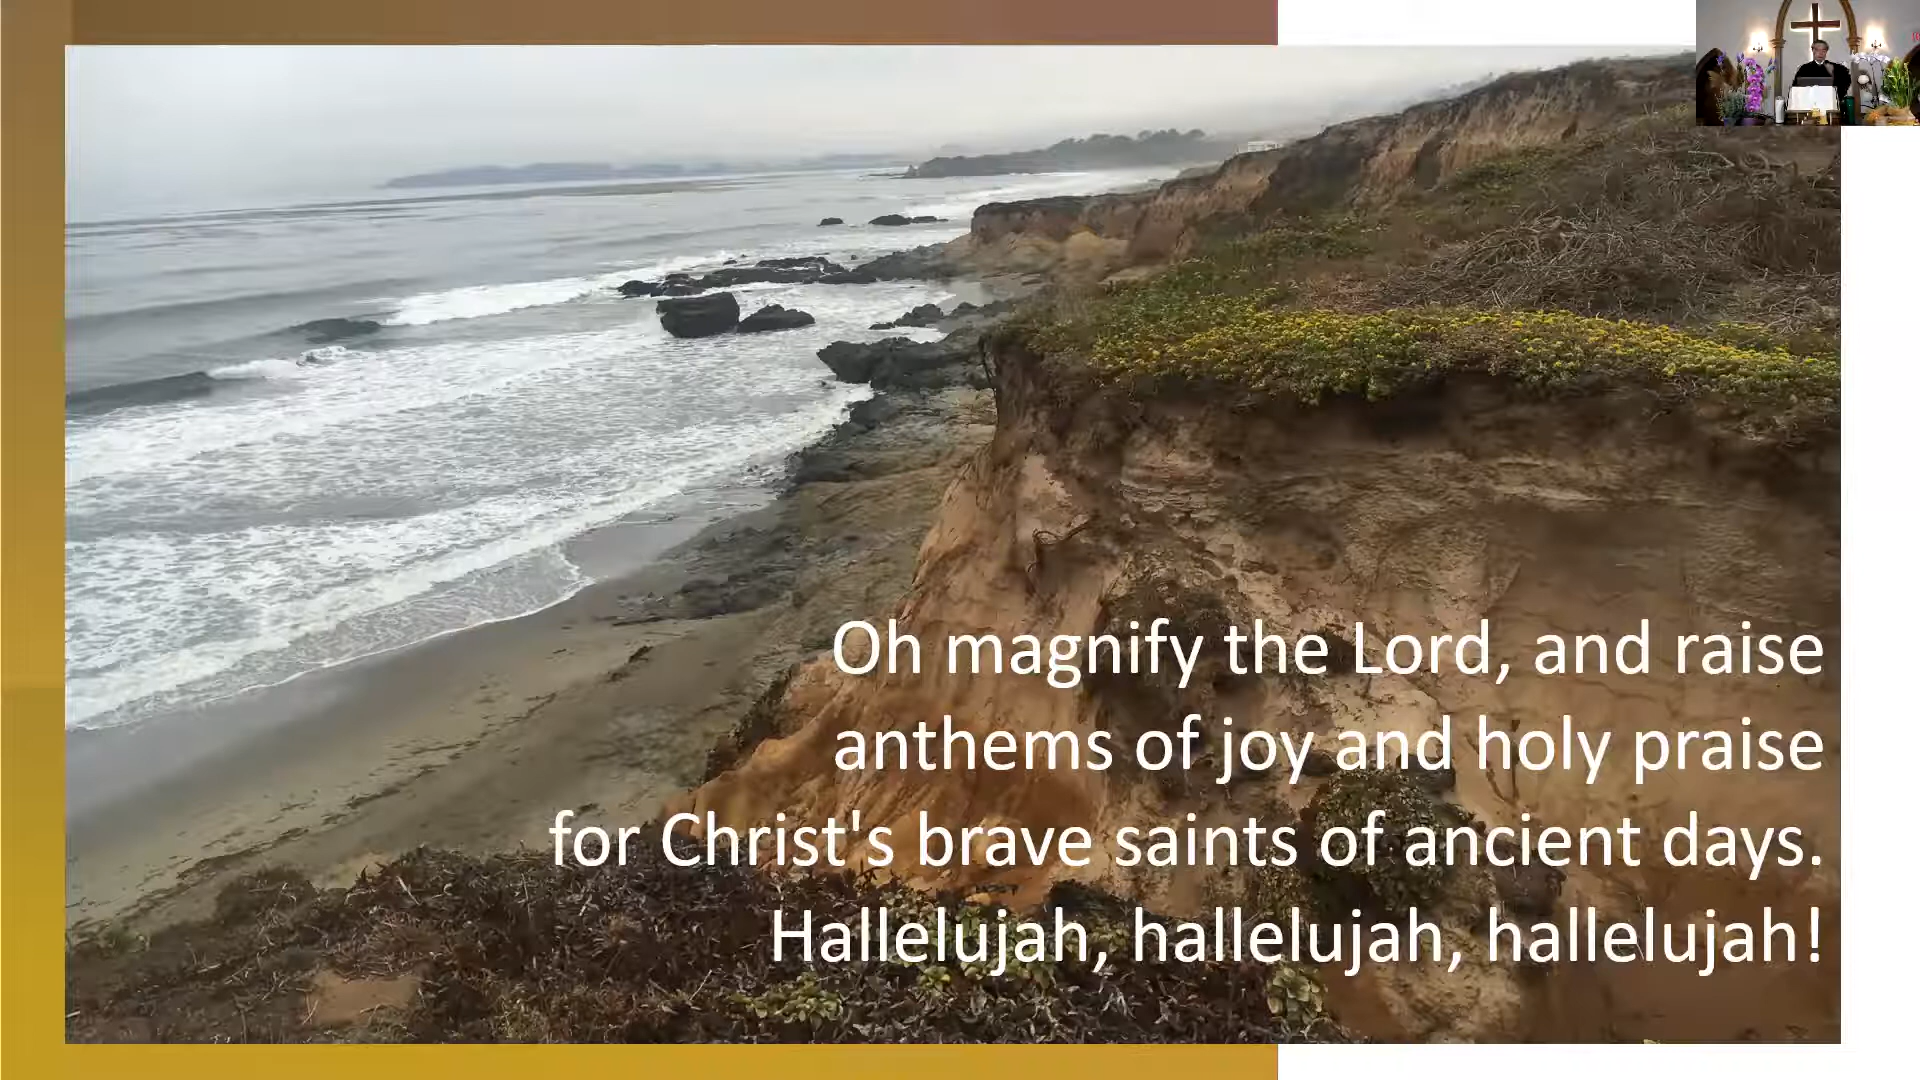 Oh magnify the Lord, and raise
anthems of joy and holy praise
for Christ's brave saints of ancient days.
Hallelujah, hallelujah, hallelujah!